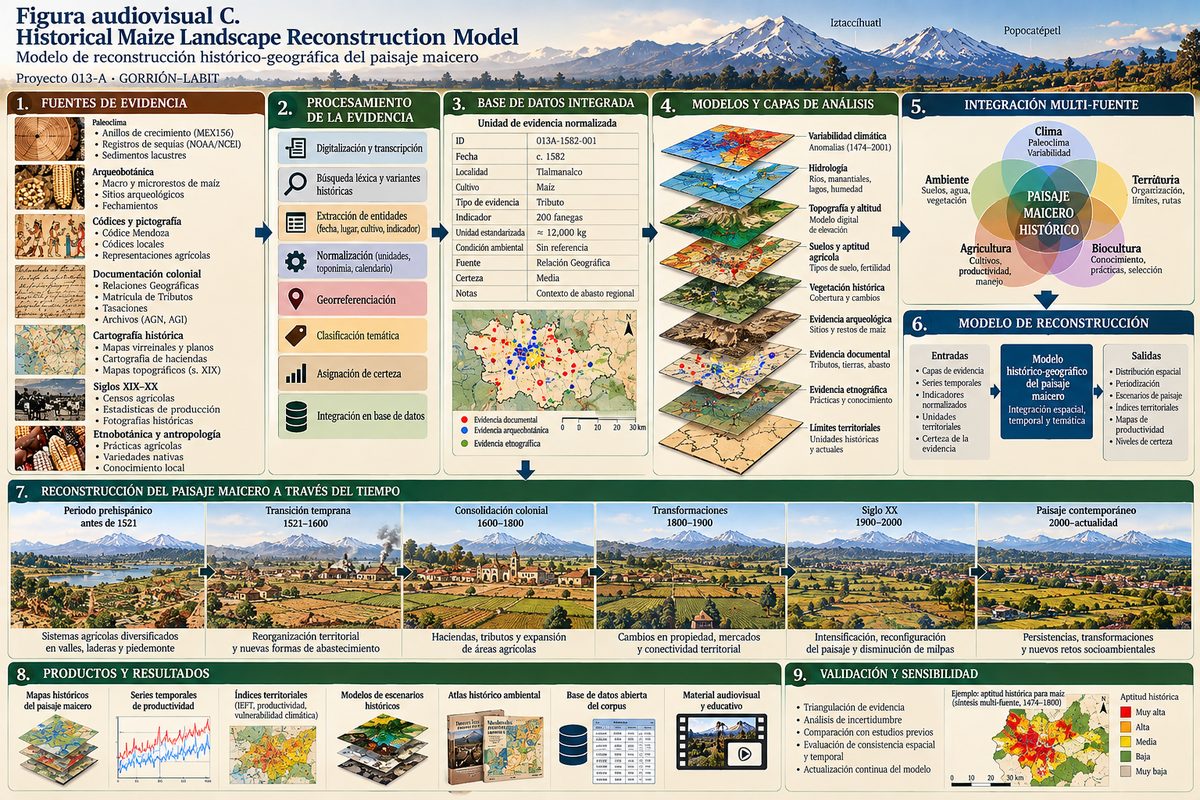 Figura audiovisual C.
Historical Maize Landscape Reconstruction Model
Modelo de reconstrucción histórico-geográfica del paisaje maicero
Proyecto 013-A • GORRIÓN-LABIT
Iztaccíhuatl
Popocatépetl
1. FUENTES DE EVIDENCIA
Paleoclima
• Anillos de crecimiento (MEX156)
• Registros de sequías (NOAA/NCEI)
• Sedimentos lacustres
Arqueobotánica
• Macro y microrestos de maíz
• Sitios arqueológicos
• Fechamientos
Códices y pictografía
• Códice Mendoza
• Códices locales
• Representaciones agrícolas
Documentación colonial
• Relaciones Geográficas
• Matrícula de Tributos
• Tasaciones
• Archivos (AGN, AGI)
Cartografía histórica
• Mapas virreinales y planos
• Cartografía de haciendas
• Mapas topográficos (s. XIX)
Siglos XIX–XX
• Censos agrícolas
• Estadísticas de producción
• Fotografías históricas
Etnobotánica y antropología
• Prácticas agrícolas
• Variedades nativas
• Conocimiento local
2. PROCESAMIENTO
DE LA EVIDENCIA
Digitalización y transcripción
Búsqueda léxica y variantes
históricas
Extracción de entidades
(fecha, lugar, cultivo, indicador)
Normalización (unidades,
toponimia, calendario)
Georreferenciación
Clasificación temática
Asignación de certeza
Integración en base de datos
3. BASE DE DATOS INTEGRADA
Unidad de evidencia normalizada
ID 013A-1582-001
Fecha c. 1582
Localidad Tlalmanalco
Cultivo Maíz
Tipo de evidencia Tributo
Indicador 200 fanegas
Unidad estandarizada ≈ 12,000 kg
Condición ambiental Sin referencia
Fuente Relación Geográfica
Certeza Media
Notas Contexto de abasto regional
N
Evidencia documental
Evidencia arqueobotánica
Evidencia etnográfica
0 0 10 20 30 km
4. MODELOS Y CAPAS DE ANÁLISIS
Variabilidad climática
Anomalías (1474–2001)
Hidrología
Ríos, manantiales,
lagos, humedad
Topografía y altitud
Modelo digital
de elevación
Suelos y aptitud
agrícola
Tipos de suelo, fertilidad
Vegetación histórica
Cobertura y cambios
Evidencia arqueológica
Sitios y restos de maíz
Evidencia documental
Tributos, tierras, abasto
Evidencia etnográfica
Prácticas y conocimiento
Límites territoriales
Unidades históricas
y actuales
5. INTEGRACIÓN MULTI-FUENTE
Clima
Paleoclima
Variabilidad
Ambiente
Suelos, agua,
vegetación
PAISAJE
MAICERO
HISTÓRICO
Agricultura
Cultivos,
productividad,
manejo
Biocultura
Conocimiento,
prácticas, selección
límites, rutas
6. MODELO DE RECONSTRUCCIÓN
Entradas
• Capas de evidencia
• Series temporales
• Indicadores
normalizados
• Unidades
territoriales
• Certeza de la
evidencia
Modelo
histórico-geográfico
del paisaje
maicero
Integración espacial,
temporal y temática
Salidas
• Distribución espacial
• Periodización
• Escenarios de paisaje
• Índices territoriales
• Mapas de
productividad
• Niveles de certeza
7. RECONSTRUCCIÓN DEL PAISAJE MAICERO A TRAVÉS DEL TIEMPO
Periodo prehispánico
antes de 1521
Transición temprana
1521–1600
Consolidación colonial
1600–1800
Transformaciones
1800–1900
Siglo XX
1900–2000
Paisaje contemporáneo
2000–actualidad
Sistemas agrícolas diversificados
en valles, laderas y piedemonte
Reorganización territorial
y nuevas formas de abastecimiento
Haciendas, tributos y expansión
de áreas agrícolas
Cambios en propiedad, mercados
y conectividad territorial
Intensificación, reconfiguración
del paisaje y disminución de milpas
Persistencias, transformaciones
y nuevos retos socioambientales
8. PRODUCTOS Y RESULTADOS
Mapas históricos
del paisaje maicero
Series temporales
de productividad
Índices territoriales
(IEFT, productividad,
vulnerabilidad climática)
Modelos de escenarios
históricos
Atlas histórico ambiental
Base de datos abierta
del corpus
Material audiovisual
y educativo
9. VALIDACIÓN Y SENSIBILIDAD
• Triangulación de evidencia
• Análisis de incertidumbre
• Comparación con estudios previos
• Evaluación de consistencia espacial
y temporal
• Actualización continua del modelo
Ejemplo: aptitud histórica para maíz
(síntesis multi-fuente, 1474–1800)
N
0 10 20 30 km
Aptitud histórica
Muy alta
Alta
Media
Baja
Muy baja